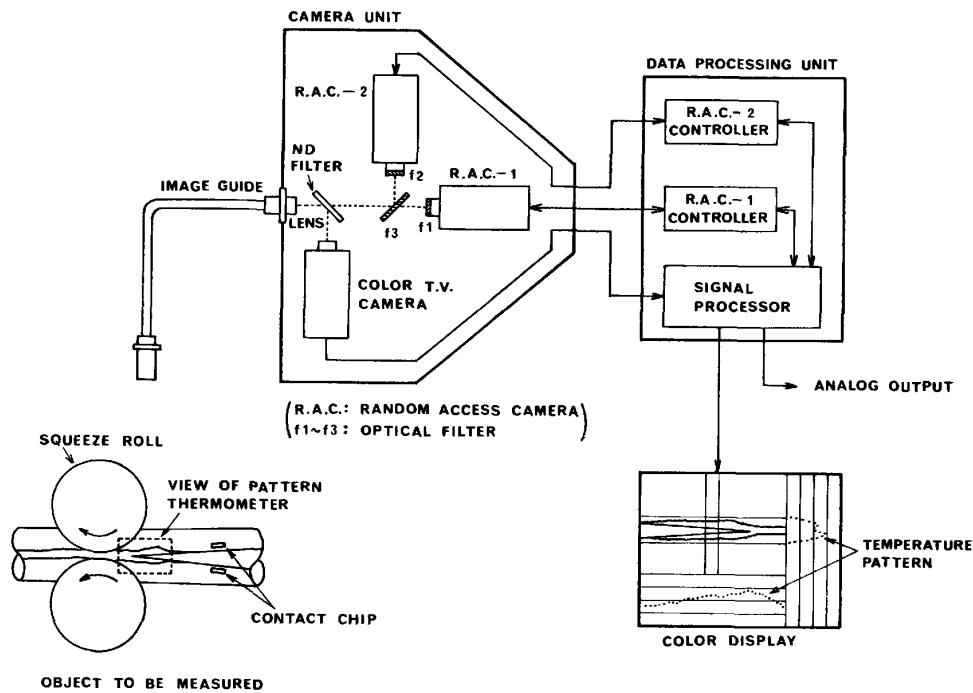 CAMERA UNIT
R.A.C.-2
ND
FILTER
IMAGE GUIDE
LENS
f2
R.A.C.-1
f3
f1
COLOR T.V.
CAMERA
DATA PROCESSING UNIT
R.A.C.-2
CONTROLLER
R.A.C.-1
CONTROLLER
SIGNAL
PROCESSOR
ANALOG OUTPUT
(R.A.C.: RANDOM ACCESS CAMERA
f1~f3: OPTICAL FILTER)
SQUEEZE ROLL
VIEW OF PATTERN
THERMOMETER
CONTACT CHIP
OBJECT TO BE MEASURED
TEMPERATURE
PATTERN
COLOR DISPLAY